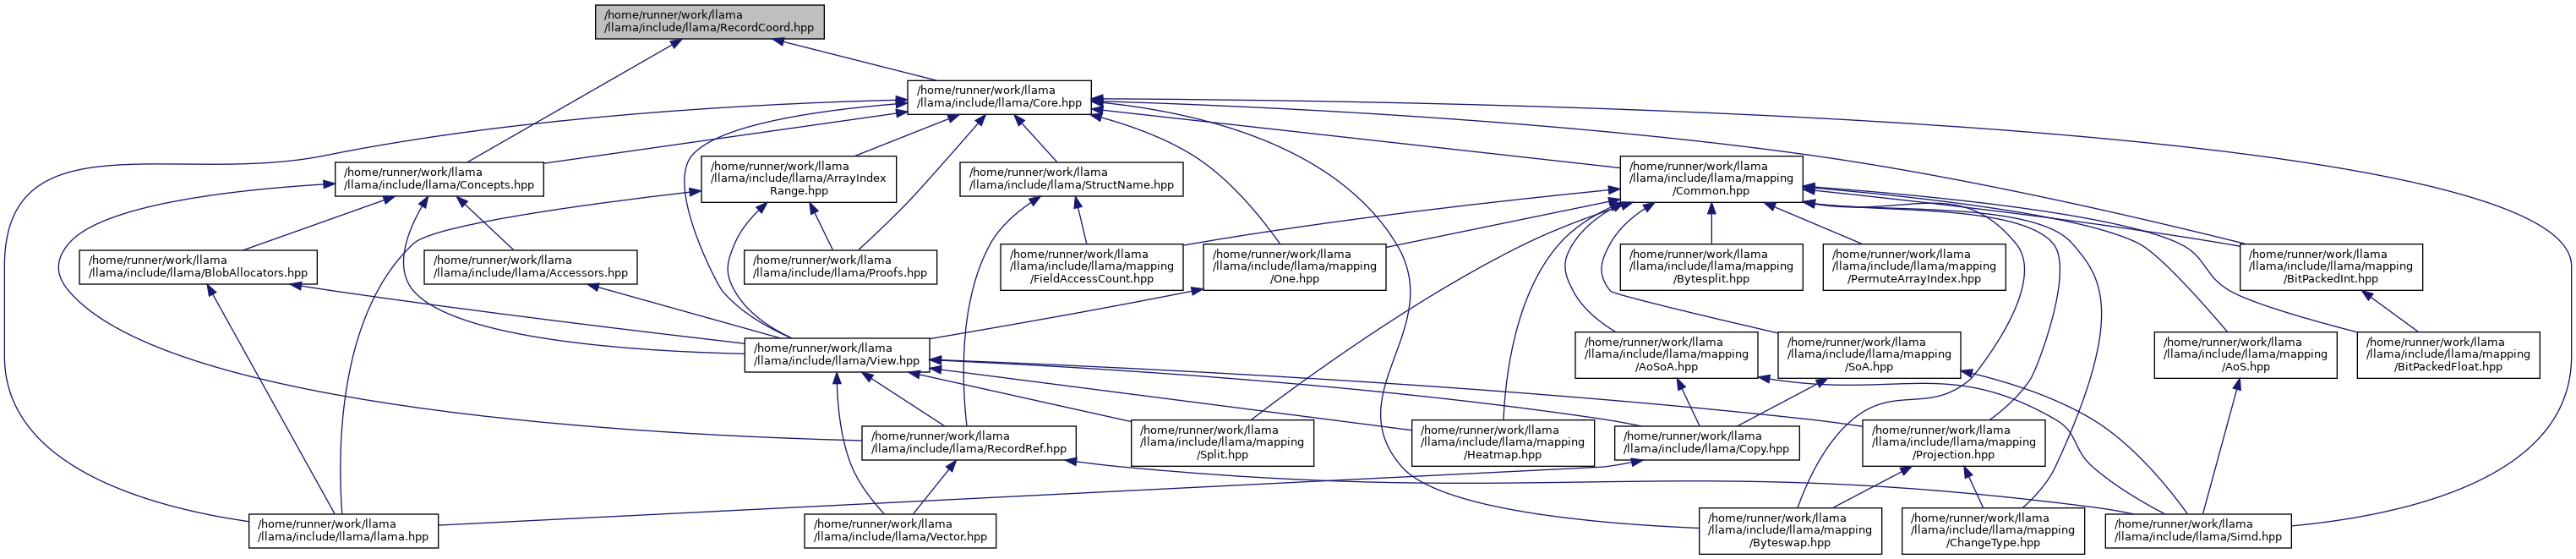 /home/runner/work/llama
/llama/include/llama/RecordCoord.hpp
/home/runner/work/llama
/llama/include/llama/Core.hpp
/home/runner/work/llama
/llama/include/llama/Concepts.hpp
/home/runner/work/llama
/llama/include/llama/ArrayIndex
Range.hpp
/home/runner/work/llama
/llama/include/llama/StructName.hpp
/home/runner/work/llama
/llama/include/llama/mapping
/Common.hpp
/home/runner/work/llama
/llama/include/llama/BlobAllocators.hpp
/home/runner/work/llama
/llama/include/llama/Accessors.hpp
/home/runner/work/llama
/llama/include/llama/Proofs.hpp
/home/runner/work/llama
/llama/include/llama/mapping
/FieldAccessCount.hpp
/home/runner/work/llama
/llama/include/llama/mapping
/One.hpp
/home/runner/work/llama
/llama/include/llama/mapping
/Bytesplit.hpp
/home/runner/work/llama
/llama/include/llama/mapping
/PermuteArrayIndex.hpp
/home/runner/work/llama
/llama/include/llama/mapping
/BitPackedInt.hpp
/home/runner/work/llama
/llama/include/llama/View.hpp
/home/runner/work/llama
/llama/include/llama/mapping
/AoSoA.hpp
/home/runner/work/llama
/llama/include/llama/mapping
/SoA.hpp
/home/runner/work/llama
/llama/include/llama/mapping
/AoS.hpp
/home/runner/work/llama
/llama/include/llama/mapping
/BitPackedFloat.hpp
/home/runner/work/llama
/llama/include/llama/RecordRef.hpp
/home/runner/work/llama
/llama/include/llama/mapping
/Split.hpp
/home/runner/work/llama
/llama/include/llama/mapping
/Heatmap.hpp
/home/runner/work/llama
/llama/include/llama/Copy.hpp
/home/runner/work/llama
/llama/include/llama/mapping
/Projection.hpp
/home/runner/work/llama
/llama/include/llama/llama.hpp
/home/runner/work/llama
/llama/include/llama/Vector.hpp
/home/runner/work/llama
/llama/include/llama/mapping
/Byteswap.hpp
/home/runner/work/llama
/llama/include/llama/mapping
/ChangeType.hpp
/home/runner/work/llama
/llama/include/llama/Simd.hpp